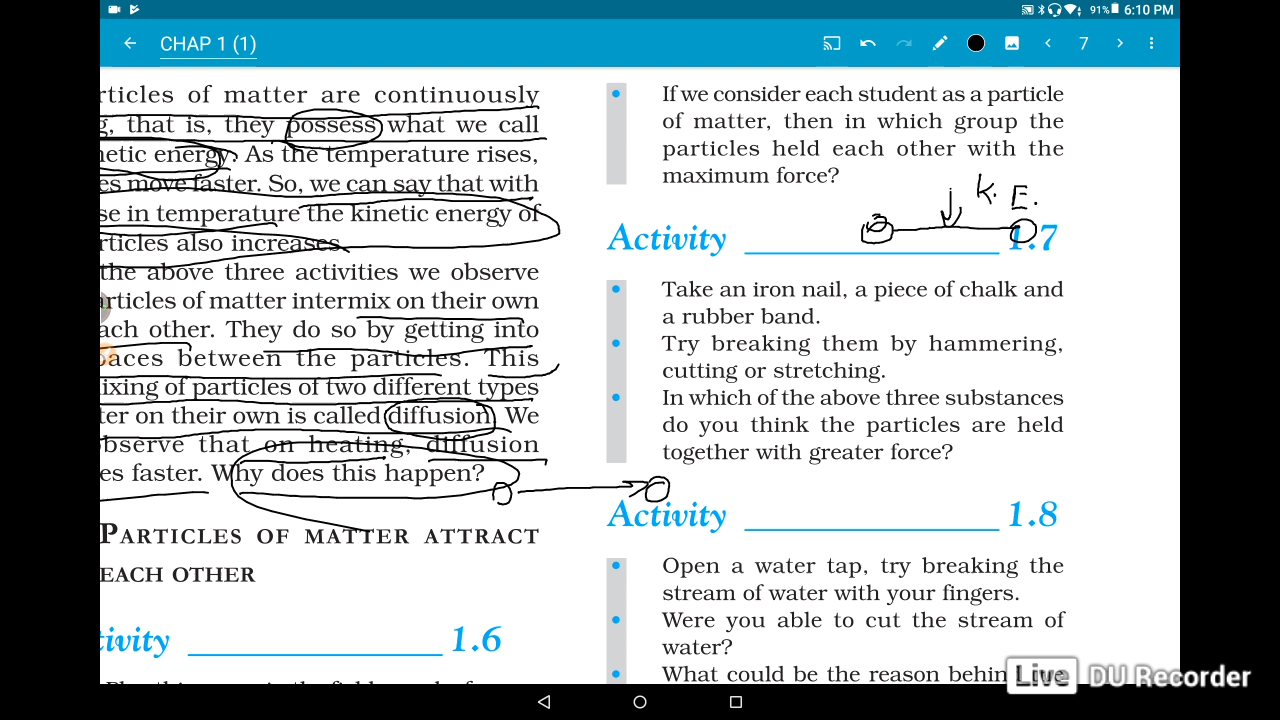 91% 6:10 PM
CHAP 1 (1)
7
rticles of matter are continuously
g, that is, they possess what we call
netic energy. As the temperature rises,
es move faster. So, we can say that with
se in temperature the kinetic energy of
rticles also increases.
the above three activities we observe
articles of matter intermix on their own
ach other. They do so by getting into
paces between the particles. This
ixing of particles of two different types
ter on their own is called diffusion. We
observe that on heating, diffusion
es faster. Why does this happen?
PARTICLES OF MATTER ATTRACT
EACH OTHER
tivity 1.6
If we consider each student as a particle
of matter, then in which group the
particles held each other with the
maximum force?
K. E.
Activity 1.7
Take an iron nail, a piece of chalk and
a rubber band.
Try breaking them by hammering,
cutting or stretching.
In which of the above three substances
do you think the particles are held
together with greater force?
Activity 1.8
Open a water tap, try breaking the
stream of water with your fingers.
Were you able to cut the stream of
water?
What could be the reason behind
Live DU Recorder